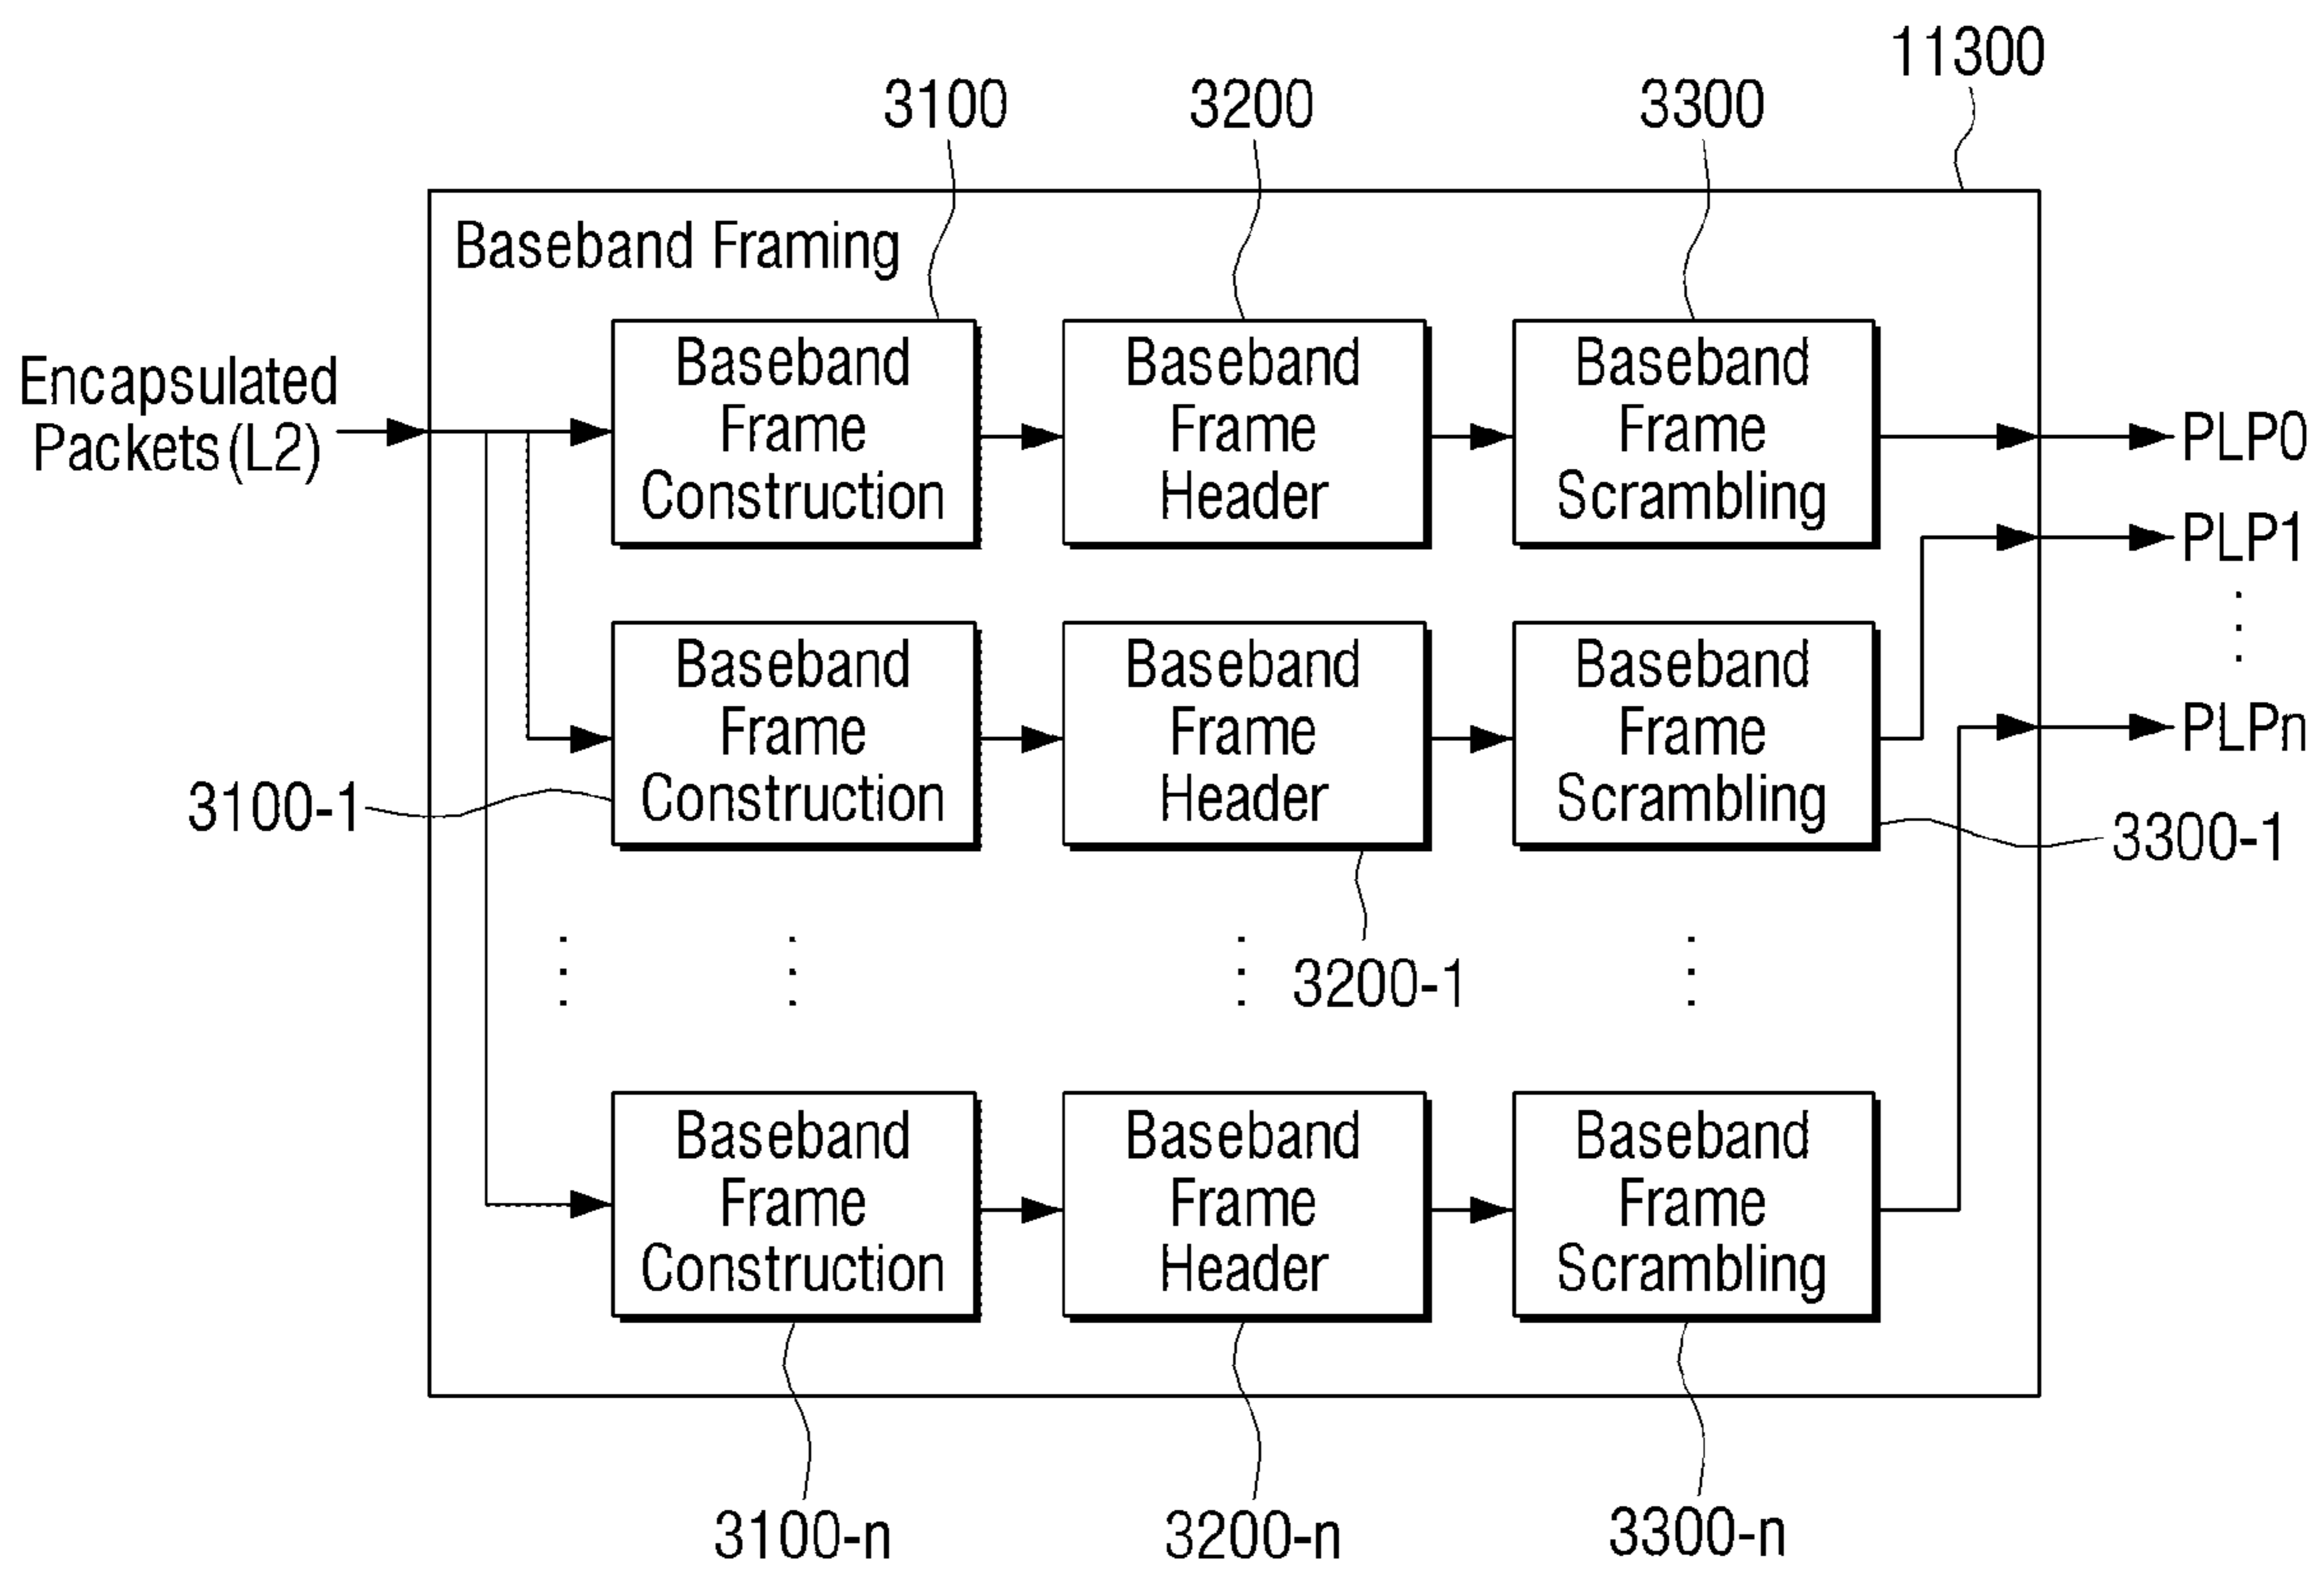 11300
3100
3200
3300
Baseband Framing
Encapsulated
Packets(L2)
Baseband
Frame
Construction
Baseband
Frame
Header
Baseband
Frame
Scrambling
PLP0
PLP1
PLPn
Baseband
Frame
Construction
Baseband
Frame
Header
Baseband
Frame
Scrambling
3100-1
3300-1
3200-1
Baseband
Frame
Construction
Baseband
Frame
Header
Baseband
Frame
Scrambling
3100-n
3200-n
3300-n